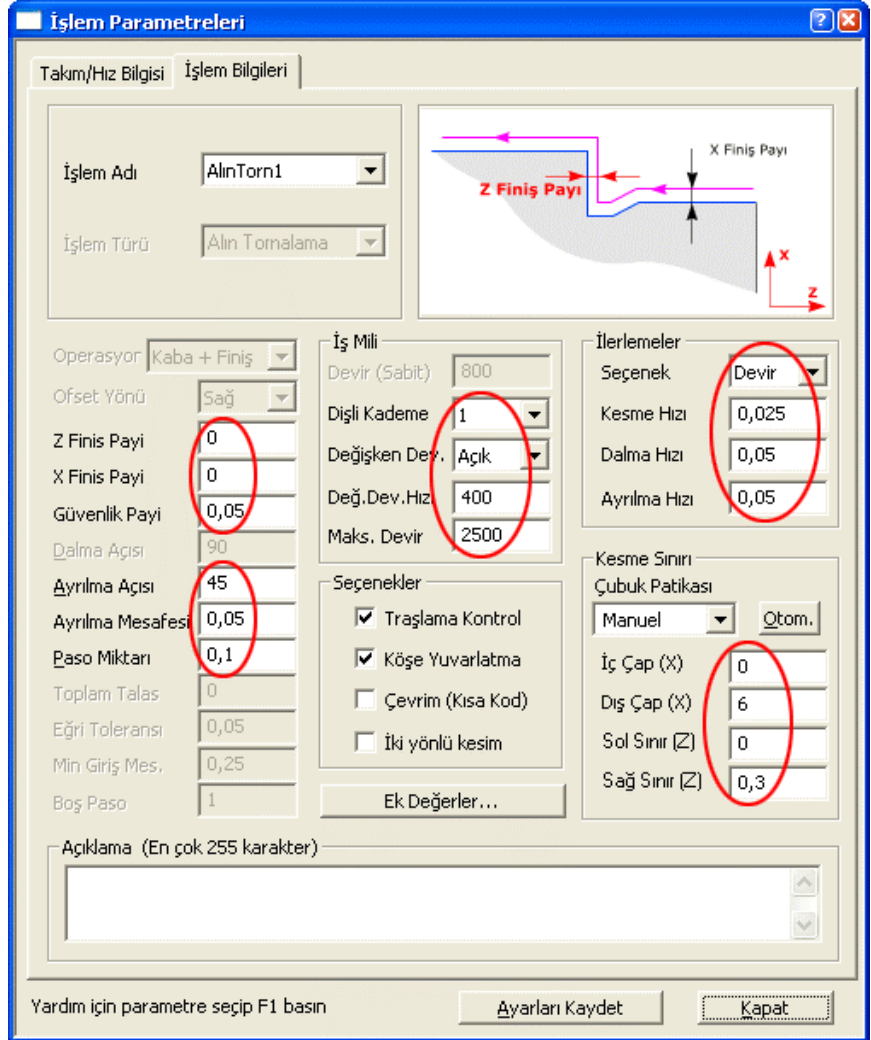 İşlem Parametreleri
Takım/Hız Bilgisi İşlem Bilgileri
İşlem Adı AlınTorn1
İşlem Türü Alın Tornalama
X Finiş Payı
Z Finiş Payı
X
Z
Operasyor Kaba + Finiş
Ofset Yönü Sağ
Z Finis Payi 0
X Finis Payi 0
Güvenlik Payi 0,05
Dalma Açısı 90
Ayrılma Açısı 45
Ayrılma Mesafesi 0,05
Paso Miktarı 0,1
Toplam Talas 0
Eğri Toleransı 0,05
Min Giriş Mes. 0,25
Boş Paso 1
İş Mili
Devir (Sabit) 800
Dişli Kademe 1
Değişken Dev. Açık
Değ.Dev.Hız 400
Maks. Devir 2500
Seçenekler
Traşlama Kontrol
Köşe Yuvarlatma
Çevrim (Kısa Kod)
İki yönlü kesim
Ek Değerler...
İlerlemeler
Seçenek Devir
Kesme Hızı 0,025
Dalma Hızı 0,05
Ayrılma Hızı 0,05
Kesme Sınırı
Çubuk Patikası
Manuel Otom.
İç Çap (X) 0
Dış Çap (X) 6
Sol Sınır (Z) 0
Sağ Sınır (Z) 0,3
Açıklama (En çok 255 karakter)
Yardım için parametre seçip F1 basın Ayarları Kaydet Kapat